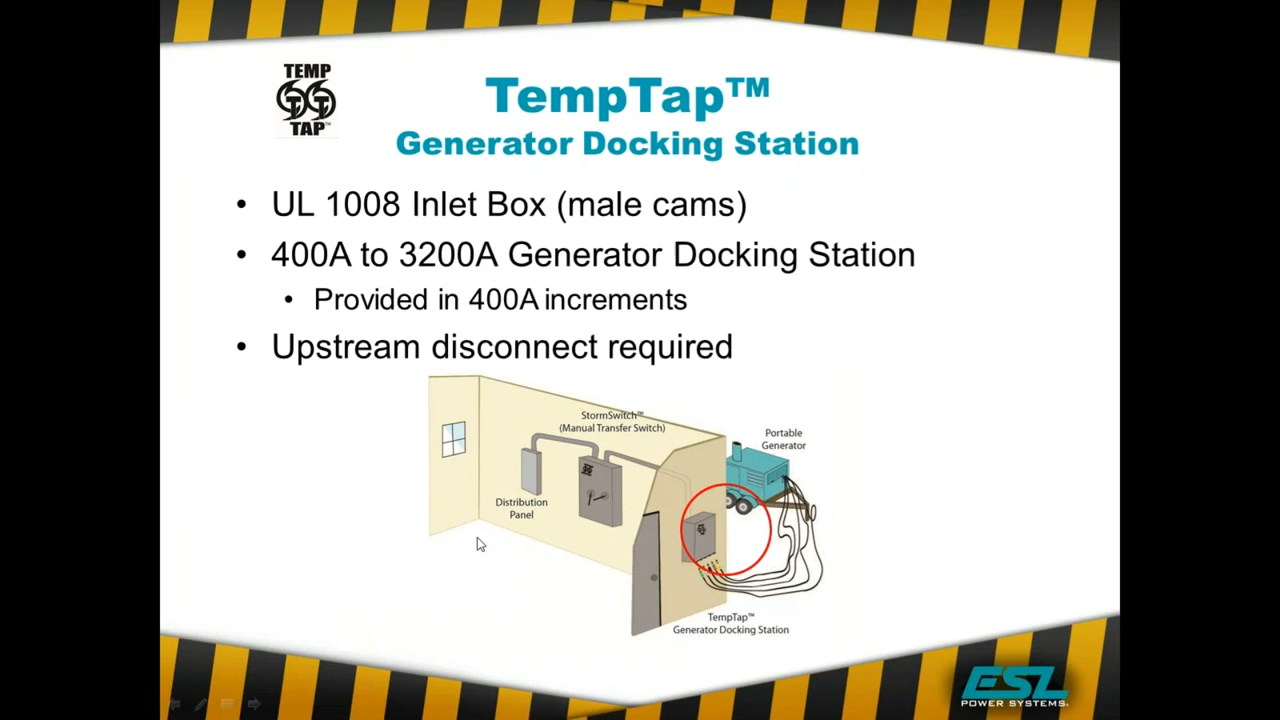 TEMP
TAP™
TempTap™
Generator Docking Station
• UL 1008 Inlet Box (male cams)
• 400A to 3200A Generator Docking Station
• Provided in 400A increments
• Upstream disconnect required
StormSwitch™
(Manual Transfer Switch)
Portable
Generator
Distribution
Panel
TempTap™
Generator Docking Station
ESL
POWER SYSTEMS.